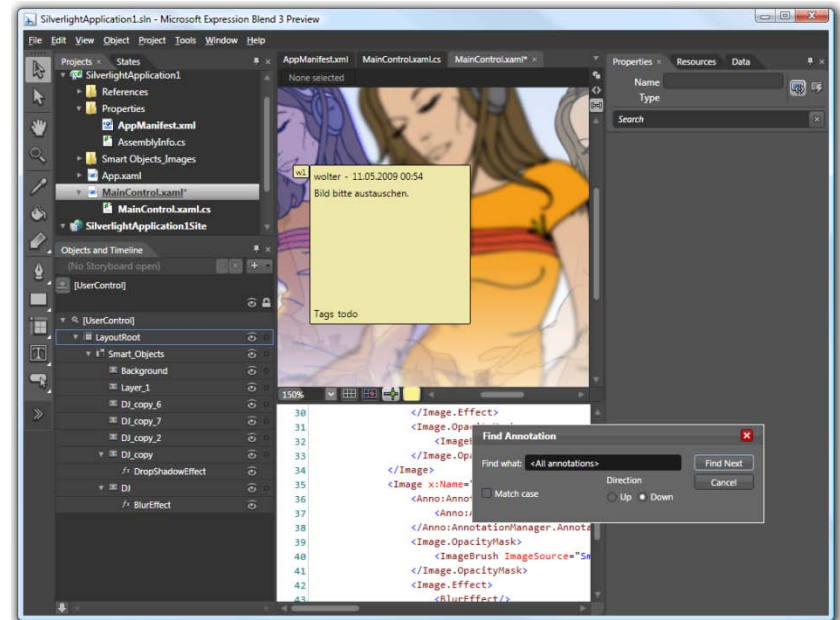 SilverlightApplication1.sln - Microsoft Expression Blend 3 Preview
File Edit View Object Project Tools Window Help
Projects × States
SilverlightApplication1
References
Properties
AppManifest.xml
AssemblyInfo.cs
Smart Objects_Images
App.xaml
MainControl.xaml*
MainControl.xaml.cs
SilverlightApplication1Site
Objects and Timeline
(No Storyboard open)
[UserControl]
[UserControl]
LayoutRoot
Smart_Objects
Background
Layer_1
DJ_copy_6
DJ_copy_7
DJ_copy_2
DJ_copy
fx DropShadowEffect
DJ
fx BlurEffect
AppManifest.xml MainControl.xaml.cs MainControl.xaml* ×
None selected
w1
wolter - 11.05.2009 00:54
Bild bitte austauschen.
Tags todo
150%
30 </Image.Effect>
31 <Image.Opa
32 <Image
33 </Image.Op
34 </Image>
35 <Image x:Name="
36 <Anno:Annot
37 <Anno:
38 </Anno:AnnotationManager.Annota
39 <Image.OpacityMask>
40 <ImageBrush ImageSource="Sm
41 </Image.OpacityMask>
42 <Image.Effect>
43 <BlurEffect/>
Find Annotation
Find what: <All annotations> Find Next
Direction Cancel
Match case Up Down
Properties × Resources Data
Name
Type
Search